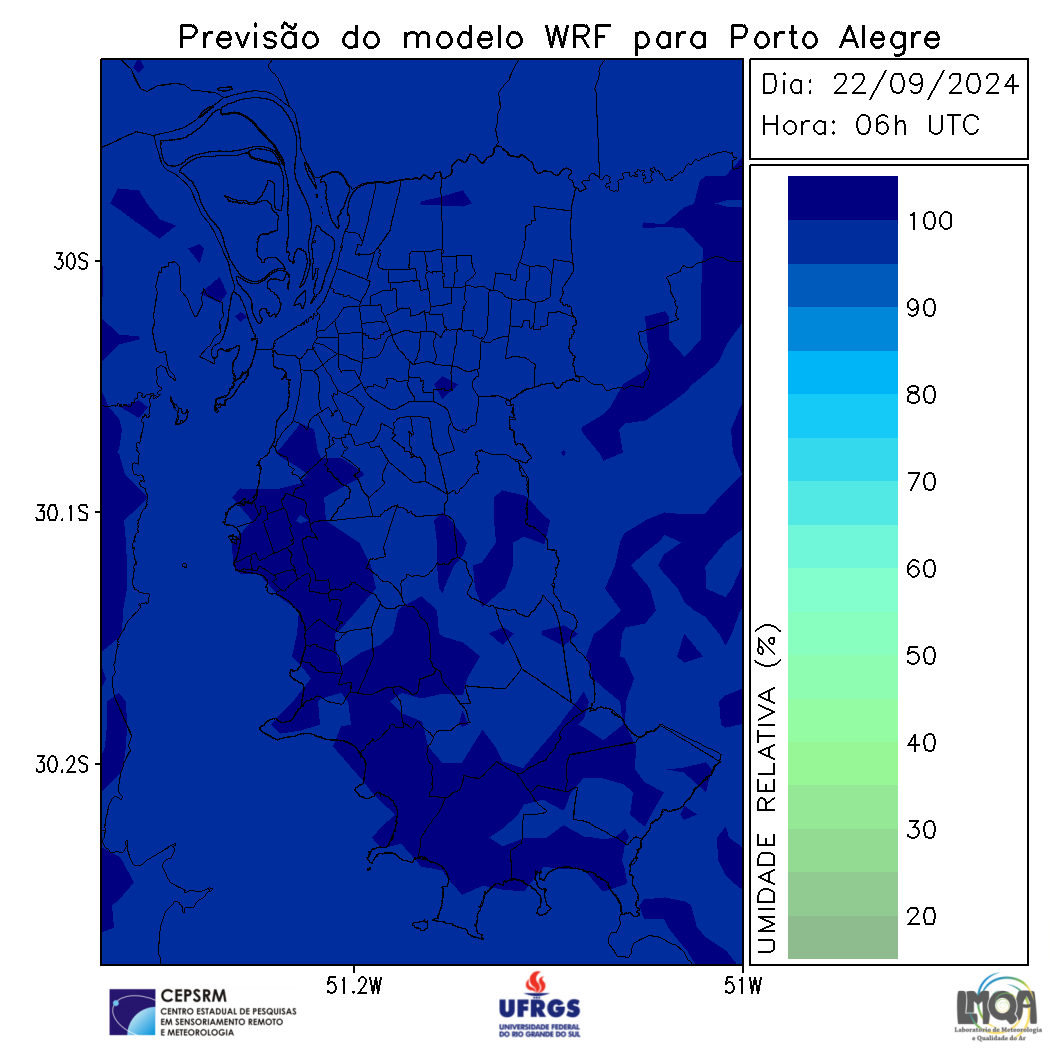 Previsão do modelo WRF para Porto Alegre
Dia: 22/09/2024
Hora: 06h UTC
30S
30.1S
30.2S
51.2W
51W
100
90
80
70
60
50
40
30
20
UMIDADE RELATIVA (%)
CEPSRM
CENTRO ESTADUAL DE PESQUISAS
EM SENSORIAMENTO REMOTO
E METEOROLOGIA
UFRGS
UNIVERSIDADE FEDERAL
DO RIO GRANDE DO SUL
LMQA
Laboratório de Meteorologia
e Qualidade do Ar